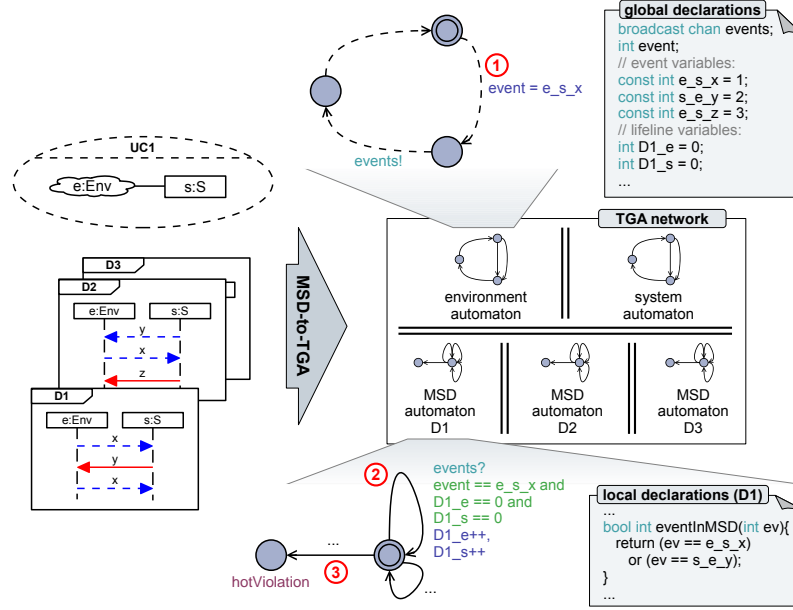 global declarations
broadcast chan events;
int event;
// event variables:
const int e_s_x = 1;
const int s_e_y = 2;
const int e_s_z = 3;
// lifeline variables:
int D1_e = 0;
int D1_s = 0;
...
1
event = e_s_x
events!
UC1
e:Env
s:S
D3
D2
e:Env
s:S
y
x
z
D1
e:Env
s:S
x
y
x
MSD-to-TGA
TGA network
environment
automaton
system
automaton
MSD
automaton
D1
MSD
automaton
D2
MSD
automaton
D3
2
events?
event == e_s_x and
D1_e == 0 and
D1_s == 0
D1_e++,
D1_s++
...
3
hotViolation
...
local declarations (D1)
...
bool int eventInMSD(int ev){
return (ev == e_s_x)
or (ev == s_e_y);
}
...